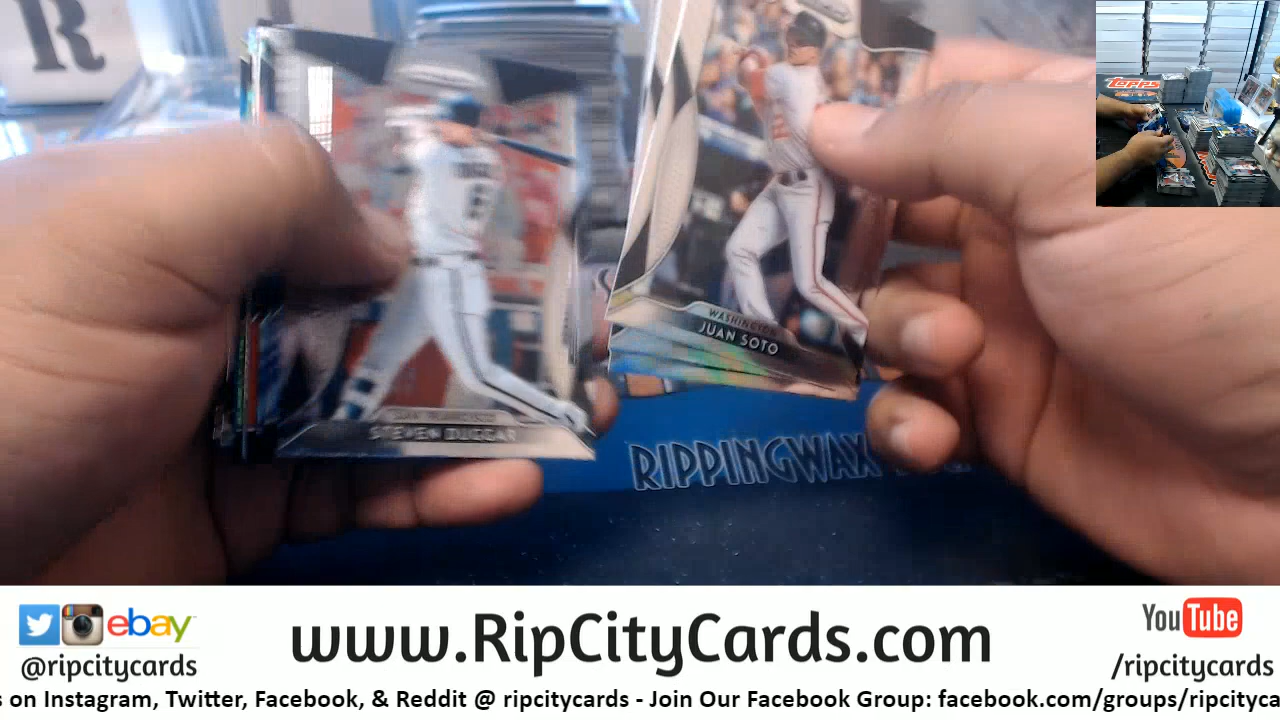 R
Topps
WASHINGTON
JUAN SOTO
STEVEN DUGGAR
RIPPINGWAX
ebay
@ripcitycards
www.RipCityCards.com
YouTube
/ripcitycards
s on Instagram, Twitter, Facebook, & Reddit @ ripcitycards - Join Our Facebook Group: facebook.com/groups/ripcityca